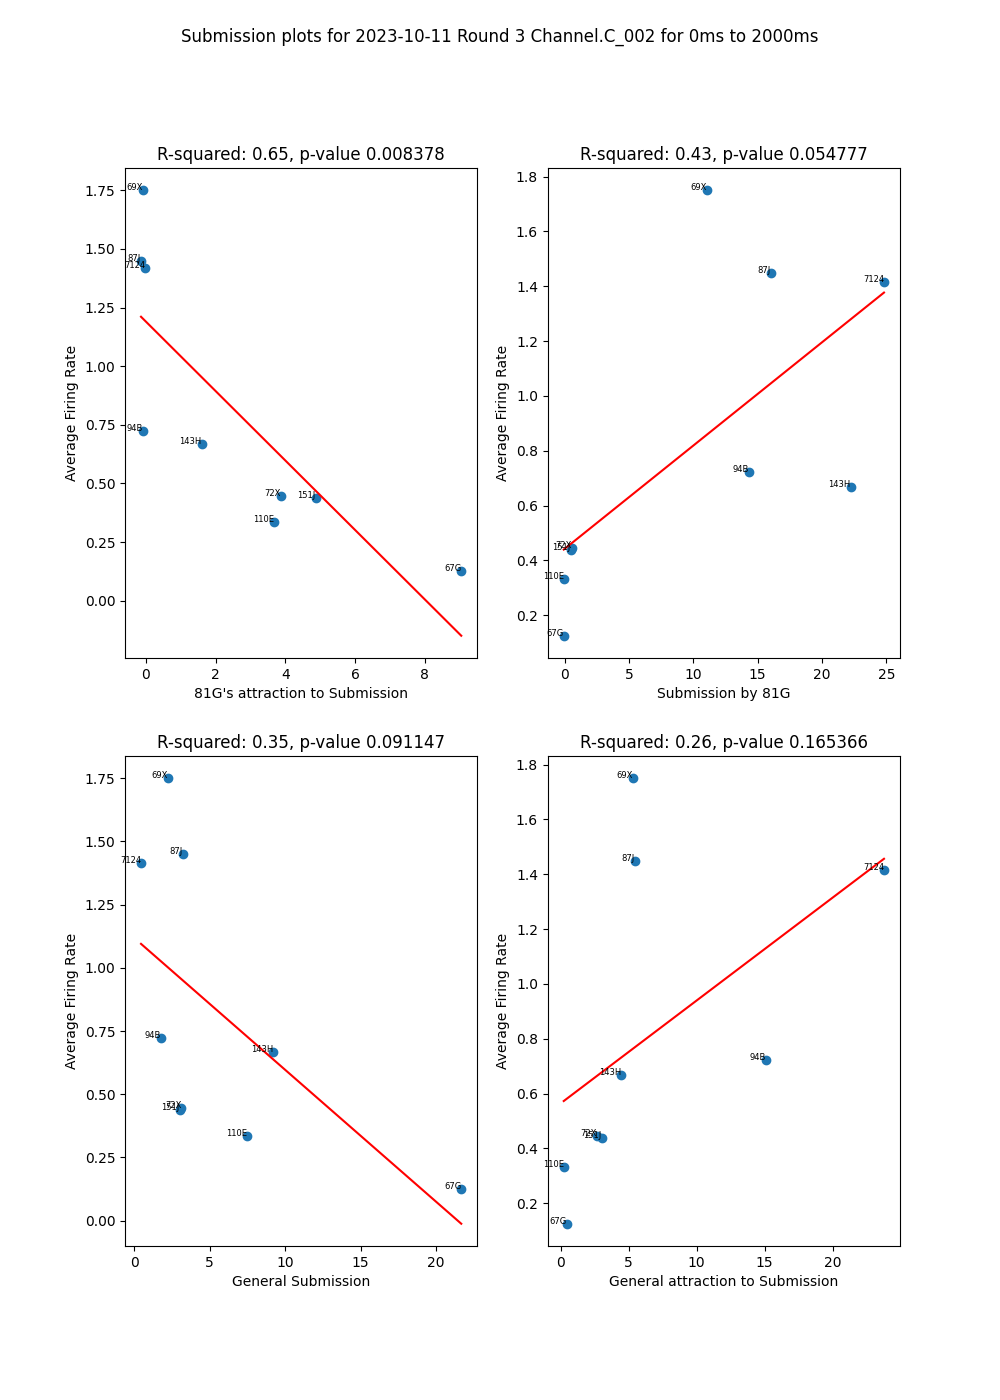 Submission plots for 2023-10-11 Round 3 Channel.C_002 for 0ms to 2000ms
R-squared: 0.65, p-value 0.008378
Average Firing Rate
1.75
1.50
1.25
1.00
0.75
0.50
0.25
0.00
69X
87J
7124
94B
143H
72X
151J
110E
67G
0 2 4 6 8
81G's attraction to Submission
R-squared: 0.43, p-value 0.054777
Average Firing Rate
1.8
1.6
1.4
1.2
1.0
0.8
0.6
0.4
0.2
69X
87J
7124
94B
143H
72X
151J
110E
67G
0 5 10 15 20 25
Submission by 81G
R-squared: 0.35, p-value 0.091147
Average Firing Rate
1.75
1.50
1.25
1.00
0.75
0.50
0.25
0.00
69X
87J
7124
94B
143H
72X
151J
110E
67G
0 5 10 15 20
General Submission
R-squared: 0.26, p-value 0.165366
Average Firing Rate
1.8
1.6
1.4
1.2
1.0
0.8
0.6
0.4
0.2
69X
87J
7124
94B
143H
72X
151J
110E
67G
0 5 10 15 20
General attraction to Submission